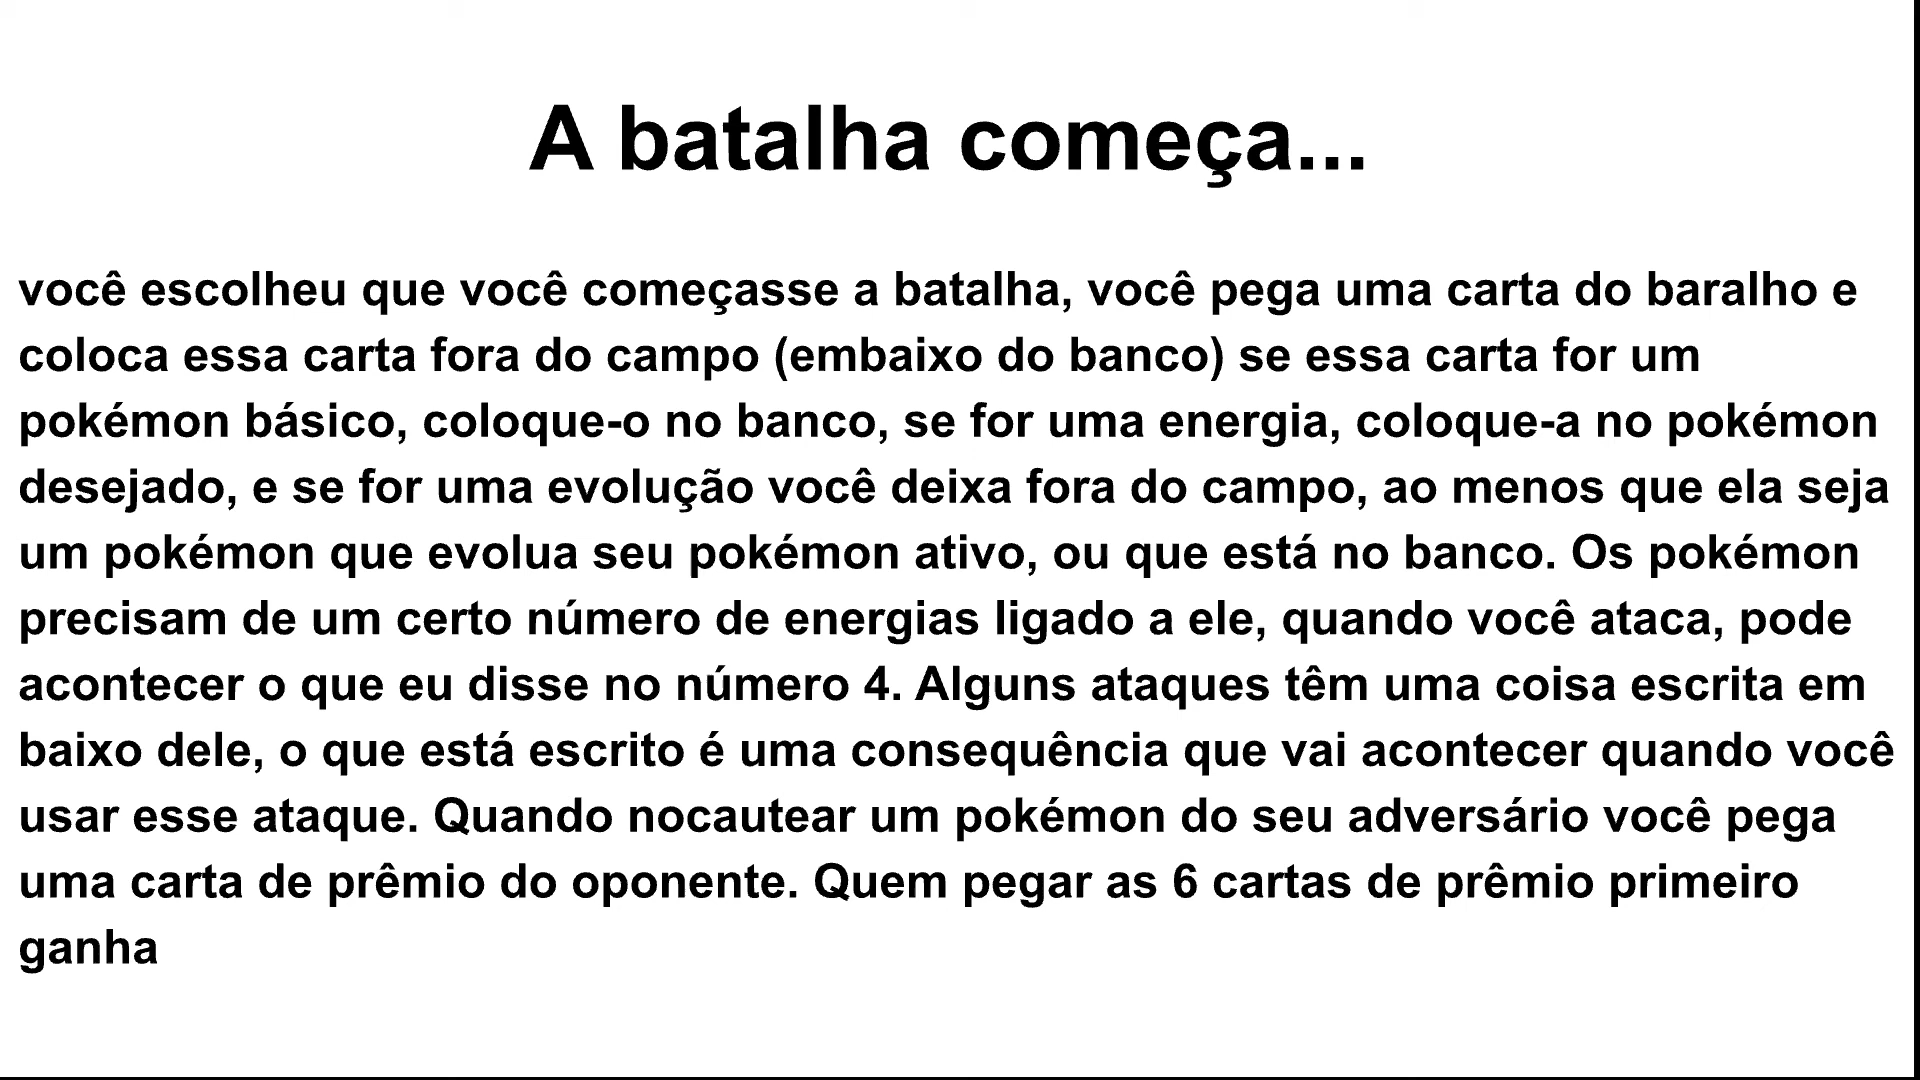 A batalha começa...
você escolheu que você começasse a batalha, você pega uma carta do baralho e
coloca essa carta fora do campo (embaixo do banco) se essa carta for um
pokémon básico, coloque-o no banco, se for uma energia, coloque-a no pokémon
desejado, e se for uma evolução você deixa fora do campo, ao menos que ela seja
um pokémon que evolua seu pokémon ativo, ou que está no banco. Os pokémon
precisam de um certo número de energias ligado a ele, quando você ataca, pode
acontecer o que eu disse no número 4. Alguns ataques têm uma coisa escrita em
baixo dele, o que está escrito é uma consequência que vai acontecer quando você
usar esse ataque. Quando nocautear um pokémon do seu adversário você pega
uma carta de prêmio do oponente. Quem pegar as 6 cartas de prêmio primeiro
ganha